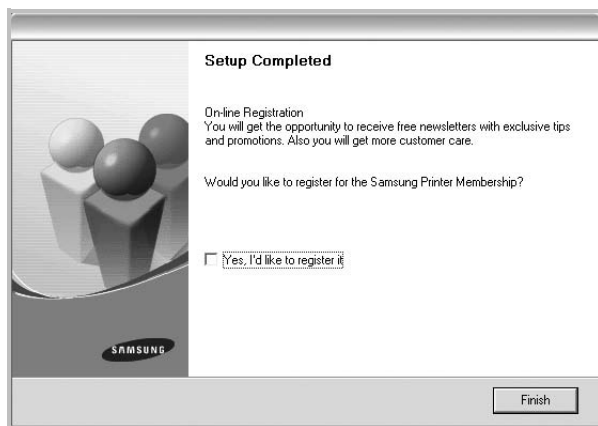 Setup Completed
On-line Registration
You will get the opportunity to receive free newsletters with exclusive tips
and promotions. Also you will get more customer care.
Would you like to register for the Samsung Printer Membership?
Yes, I'd like to register it
SAMSUNG
Finish